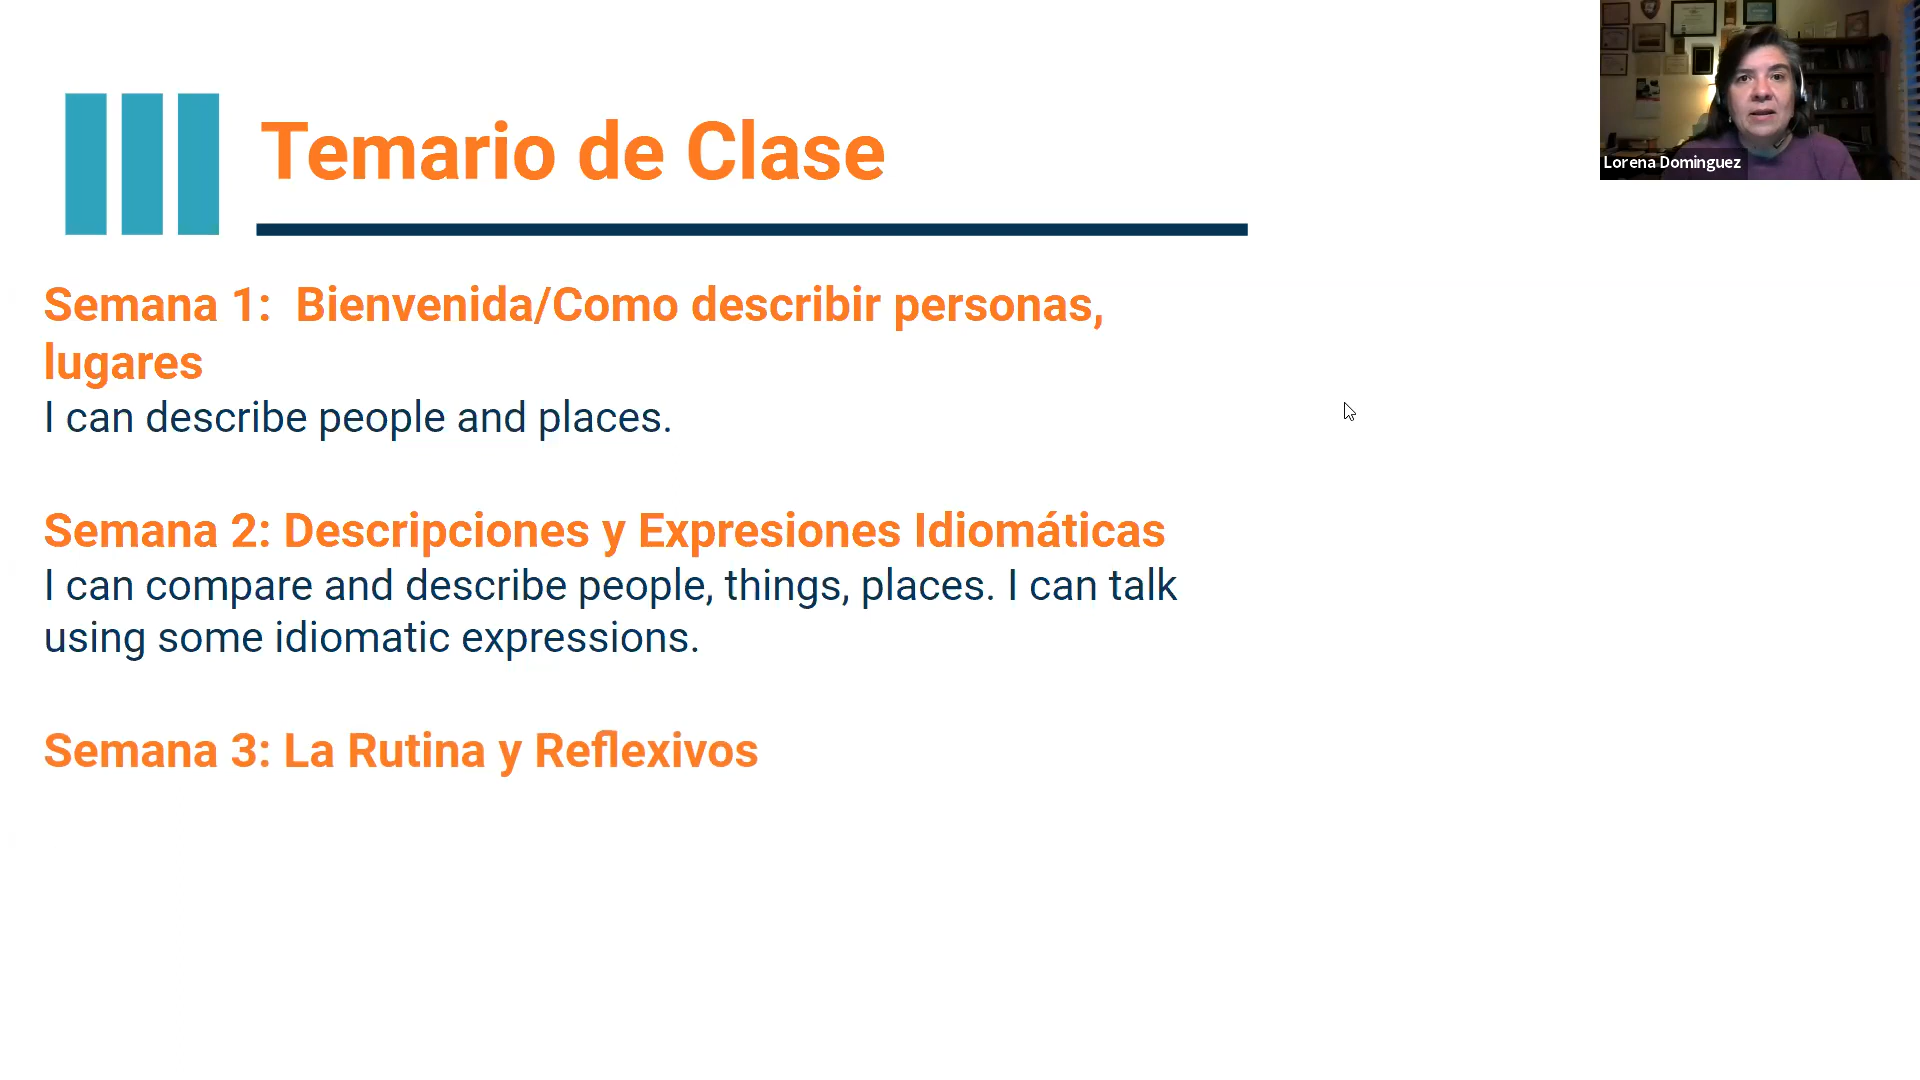 Temario de Clase
Semana 1:  Bienvenida/Como describir personas,
lugares
I can describe people and places.
Semana 2: Descripciones y Expresiones Idiomáticas
I can compare and describe people, things, places. I can talk
using some idiomatic expressions.
Semana 3: La Rutina y Reflexivos
Lorena Dominguez